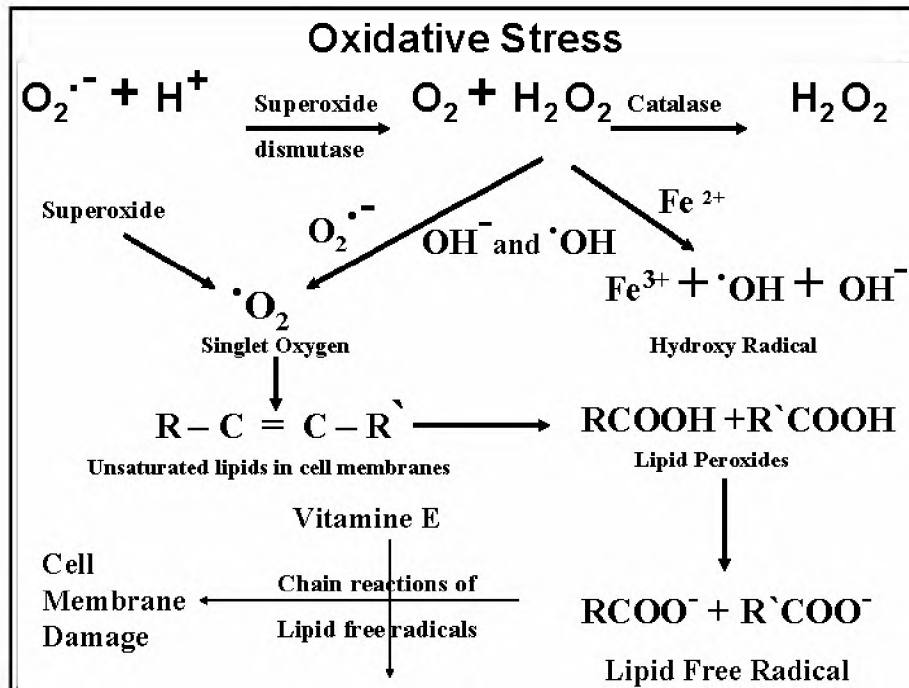 Oxidative Stress
O₂·⁻ + H⁺
Superoxide
dismutase
O₂ + H₂O₂
Catalase
H₂O₂
Superoxide
O₂·⁻
OH⁻ and ·OH
Fe ²⁺
·O₂
Singlet Oxygen
Fe³⁺ + ·OH + OH⁻
Hydroxy Radical
R – C = C – R`
Unsaturated lipids in cell membranes
RCOOH +R`COOH
Lipid Peroxides
Vitamine E
Cell
Membrane
Damage
Chain reactions of
Lipid free radicals
RCOO⁻ + R`COO⁻
Lipid Free Radical